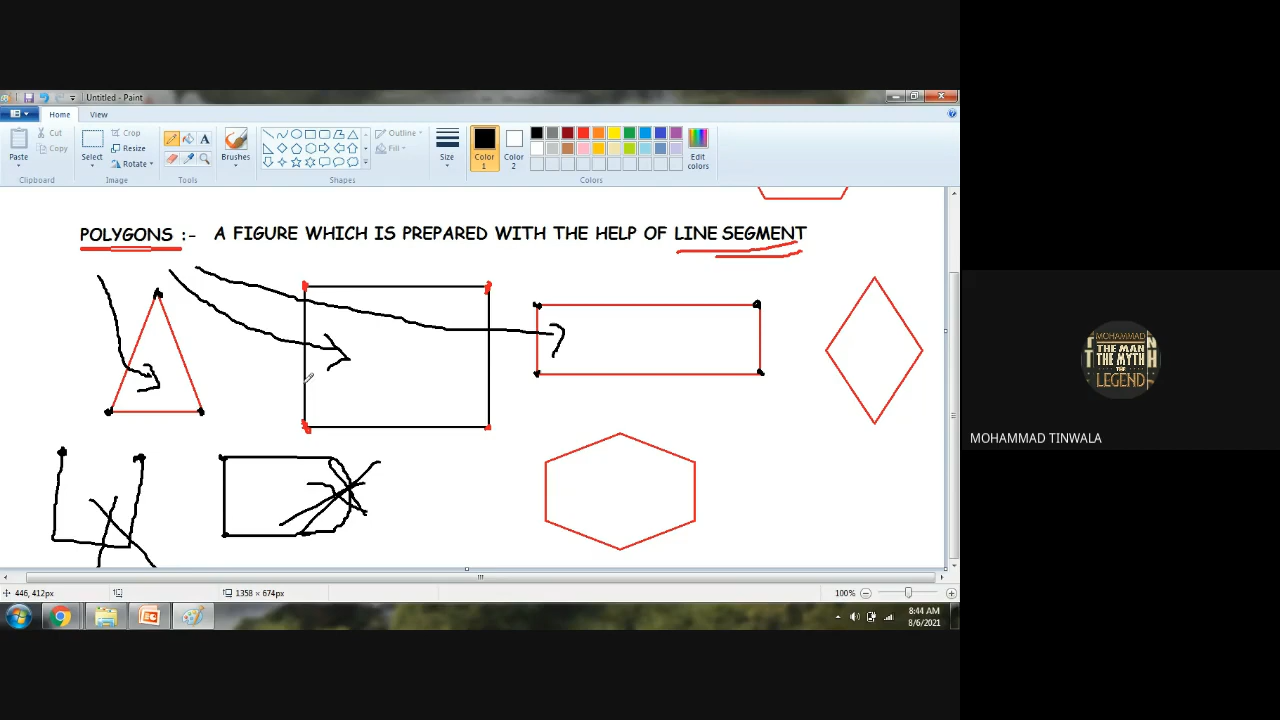 Untitled - Paint
Home View
Paste
Cut
Copy
Clipboard
Select
Crop
Resize
Rotate
Image
A
Tools
Brushes
Outline
Fill
Shapes
Size
Color 1
Color 2
Edit colors
Colors
POLYGONS :- A FIGURE WHICH IS PREPARED WITH THE HELP OF LINE SEGMENT
446, 412px
1358 × 674px
100%
8:44 AM
8/6/2021
MOHAMMAD
THE MAN
THE MYTH
THE
LEGEND
MOHAMMAD TINWALA